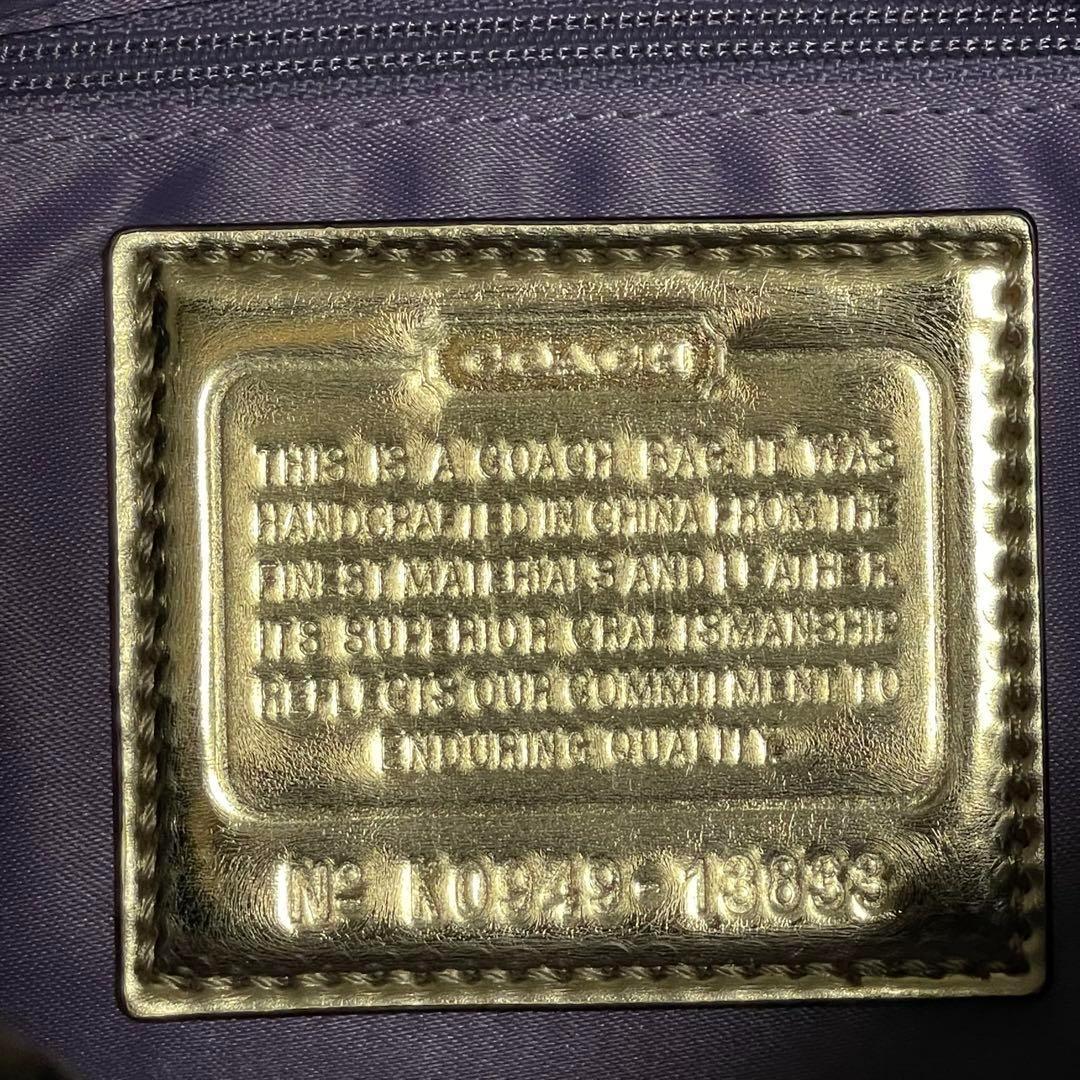 COACH
THIS IS A COACH BAG. IT WAS
HANDCRAFTED IN CHINA FROM THE
FINEST MATERIALS AND LEATHER.
ITS SUPERIOR CRAFTSMANSHIP
REFLECTS OUR COMMITMENT TO
ENDURING QUALITY.
Nº K0949-13833